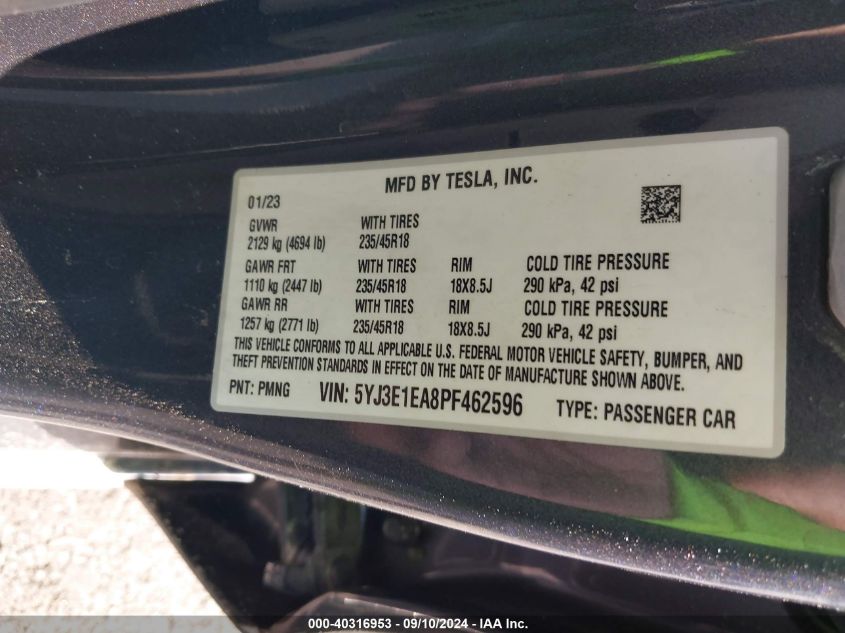 MFD BY TESLA, INC.
01/23
GVWR WITH TIRES
2129 kg (4694 lb) 235/45R18
GAWR FRT WITH TIRES RIM COLD TIRE PRESSURE
1110 kg (2447 lb) 235/45R18 18X8.5J 290 kPa, 42 psi
GAWR RR WITH TIRES RIM COLD TIRE PRESSURE
1257 kg (2771 lb) 235/45R18 18X8.5J 290 kPa, 42 psi
THIS VEHICLE CONFORMS TO ALL APPLICABLE U.S. FEDERAL MOTOR VEHICLE SAFETY, BUMPER, AND
THEFT PREVENTION STANDARDS IN EFFECT ON THE DATE OF MANUFACTURE SHOWN ABOVE.
PNT: PMNG VIN: 5YJ3E1EA8PF462596 TYPE: PASSENGER CAR
000-40316953 - 09/10/2024 - IAA Inc.